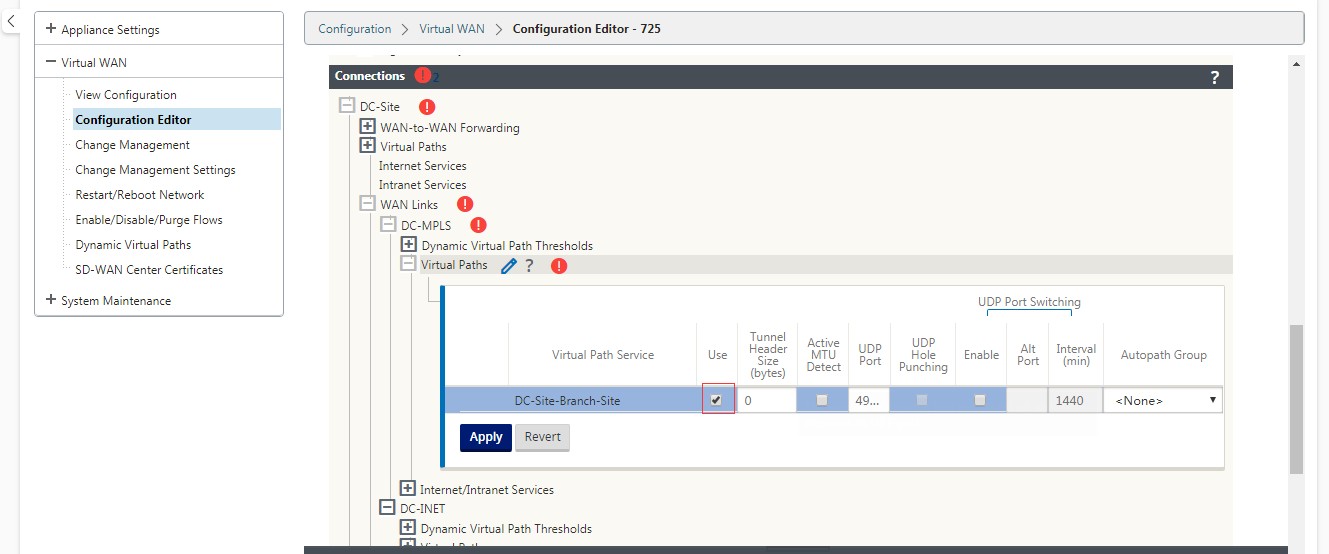 Appliance Settings
Virtual WAN
View Configuration
Configuration Editor
Change Management
Change Management Settings
Restart/Reboot Network
Enable/Disable/Purge Flows
Dynamic Virtual Paths
SD-WAN Center Certificates
System Maintenance
Configuration > Virtual WAN > Configuration Editor - 725
Connections ! 2 ?
DC-Site !
WAN-to-WAN Forwarding
Virtual Paths
Internet Services
Intranet Services
WAN Links !
DC-MPLS !
Dynamic Virtual Path Thresholds
Virtual Paths ? !
UDP Port Switching
Virtual Path Service
Use
Tunnel
Header
Size
(bytes)
Active
MTU
Detect
UDP
Port
UDP
Hole
Punching
Enable
Alt
Port
Interval
(min)
Autopath Group
DC-Site-Branch-Site 0 49... 1440 <None>
Apply Revert
Internet/Intranet Services
DC-INET
Dynamic Virtual Path Thresholds
Virtual Paths